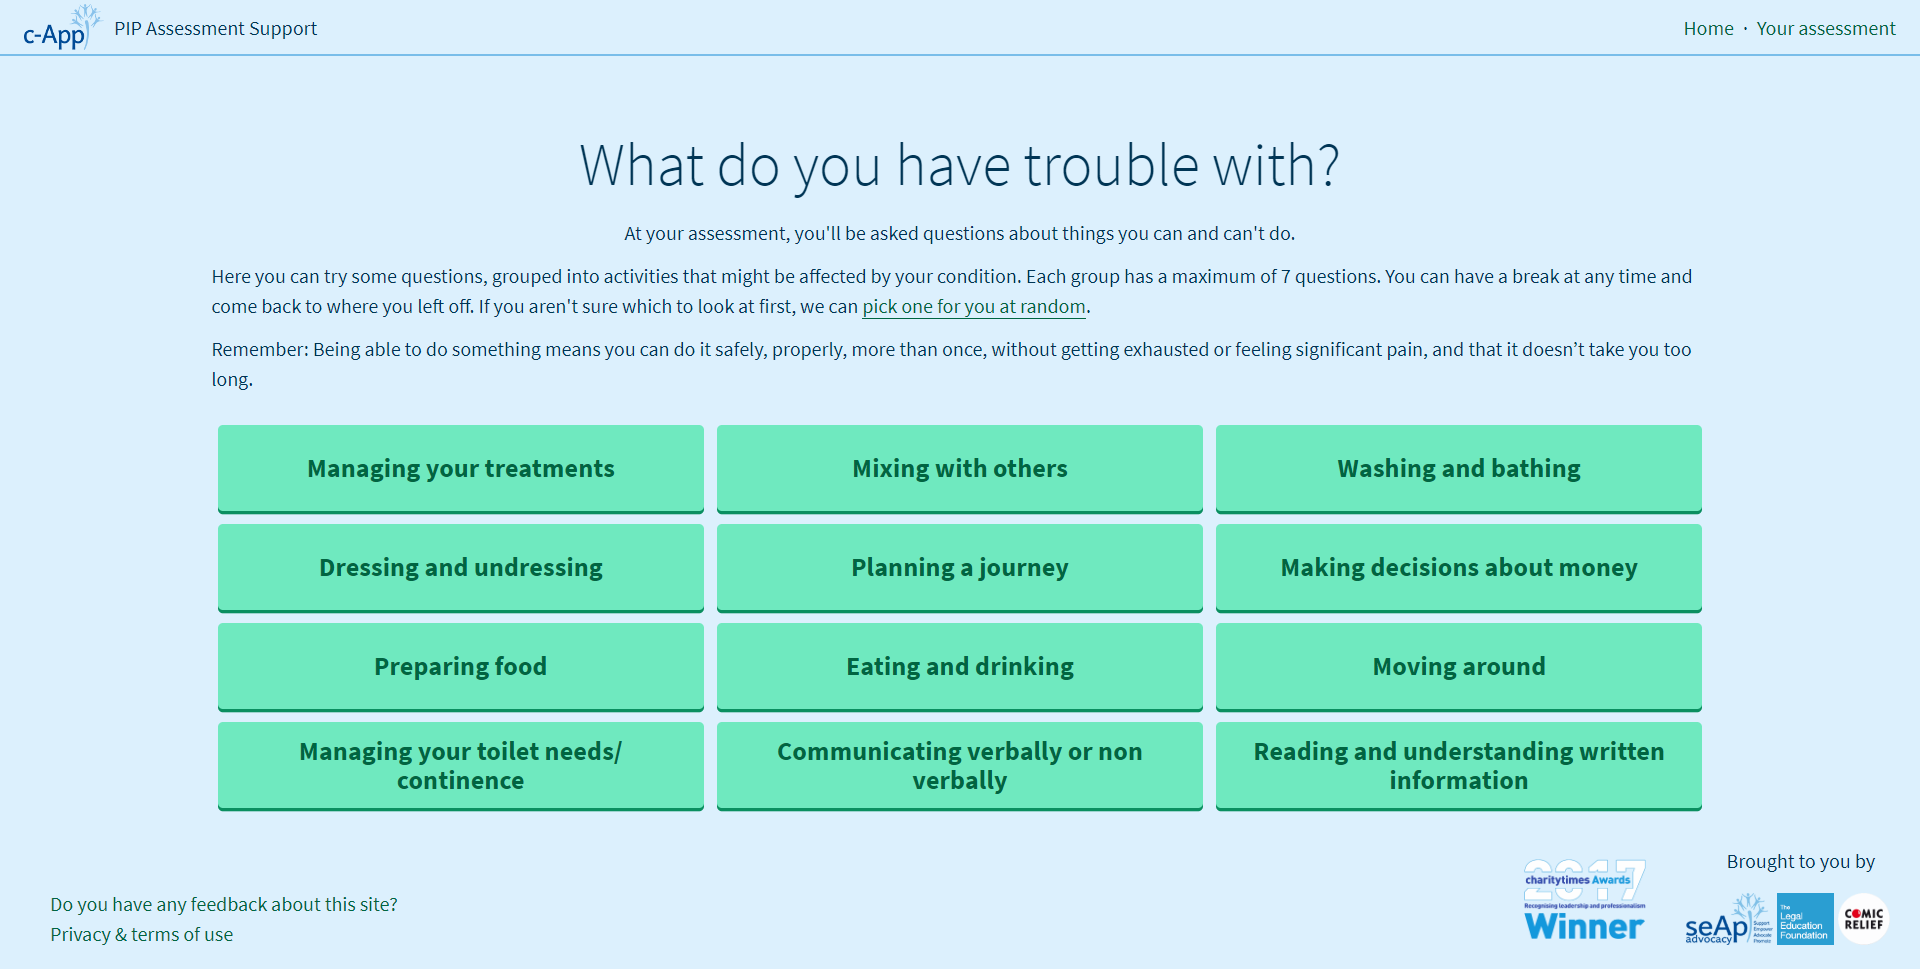 c-App PIP Assessment Support
Home · Your assessment
What do you have trouble with?
At your assessment, you'll be asked questions about things you can and can't do.
Here you can try some questions, grouped into activities that might be affected by your condition. Each group has a maximum of 7 questions. You can have a break at any time and
come back to where you left off. If you aren't sure which to look at first, we can pick one for you at random.
Remember: Being able to do something means you can do it safely, properly, more than once, without getting exhausted or feeling significant pain, and that it doesn’t take you too
long.
Managing your treatments
Mixing with others
Washing and bathing
Dressing and undressing
Planning a journey
Making decisions about money
Preparing food
Eating and drinking
Moving around
Managing your toilet needs/
continence
Communicating verbally or non
verbally
Reading and understanding written
information
Do you have any feedback about this site?
Privacy & terms of use
2017
charitytimes Awards
Recognising leadership and professionalism
Winner
Brought to you by
seAp
advocacy
Support
Empower
Advocate
Promote
The
Legal
Education
Foundation
COMIC
RELIEF